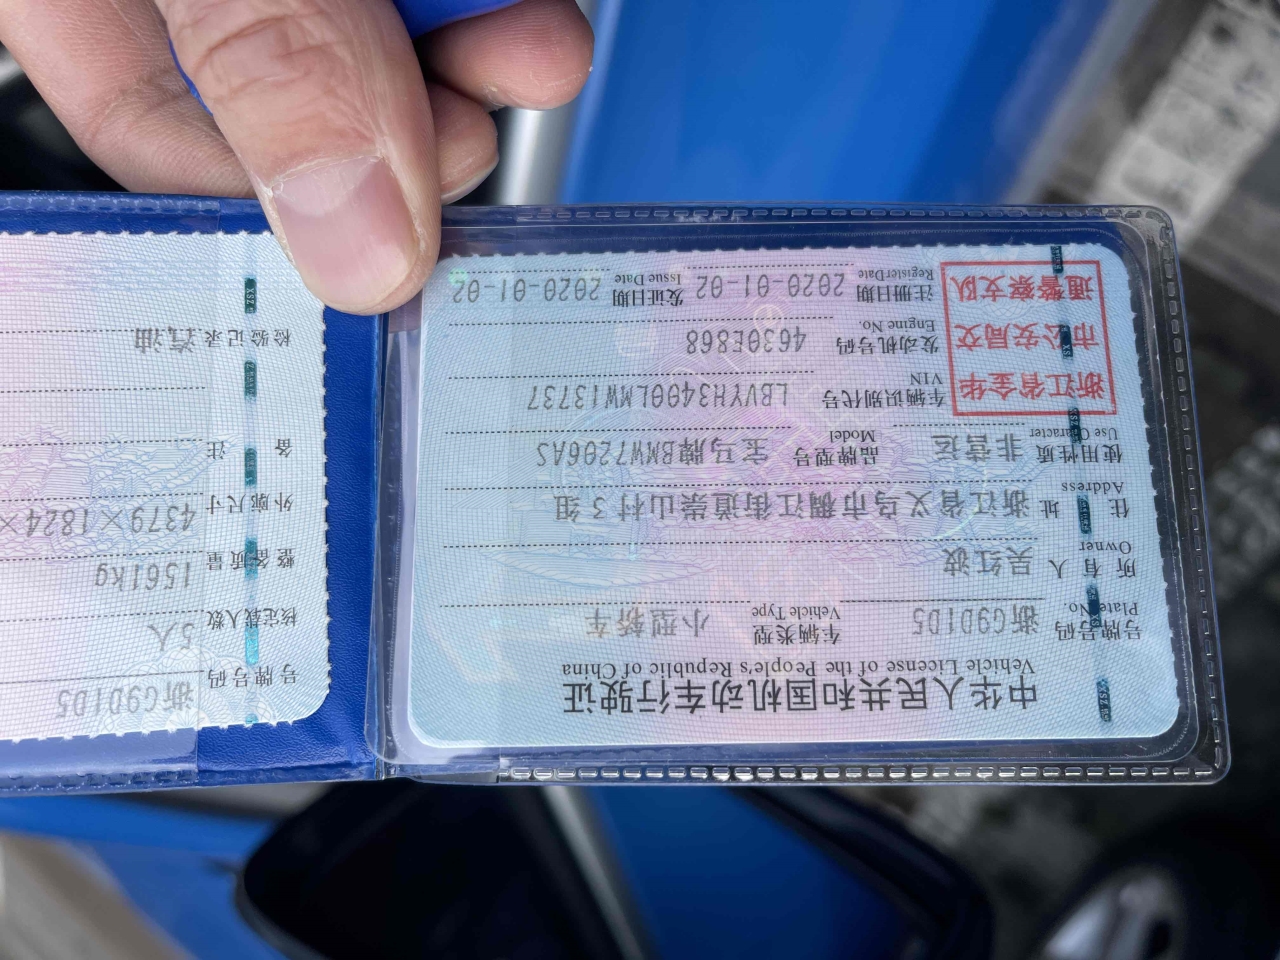 中华人民共和国机动车行驶证
Vehicle License of the People's Republic of China
号牌号码 浙G9D1D5 车辆类型 小型轿车
Plate No. Vehicle Type
所有人 吴红波
Owner
住址 浙江省义乌市稠江街道崇山村3组
Address
使用性质 非营运 品牌型号 宝马牌BMW7206AS
Use Character Model
浙江省金华
市公安局交
通警察支队
车辆识别代号 LBVYH3400LMW13737
VIN
发动机号码 4630E868
Engine No.
注册日期 2020-01-02 发证日期 2020-01-02
Register Date Issue Date
号牌号码 浙G9D1D5
核定载人数 5人
整备质量 1561kg
外廓尺寸 4379×1824×
备注
检验记录 汽油